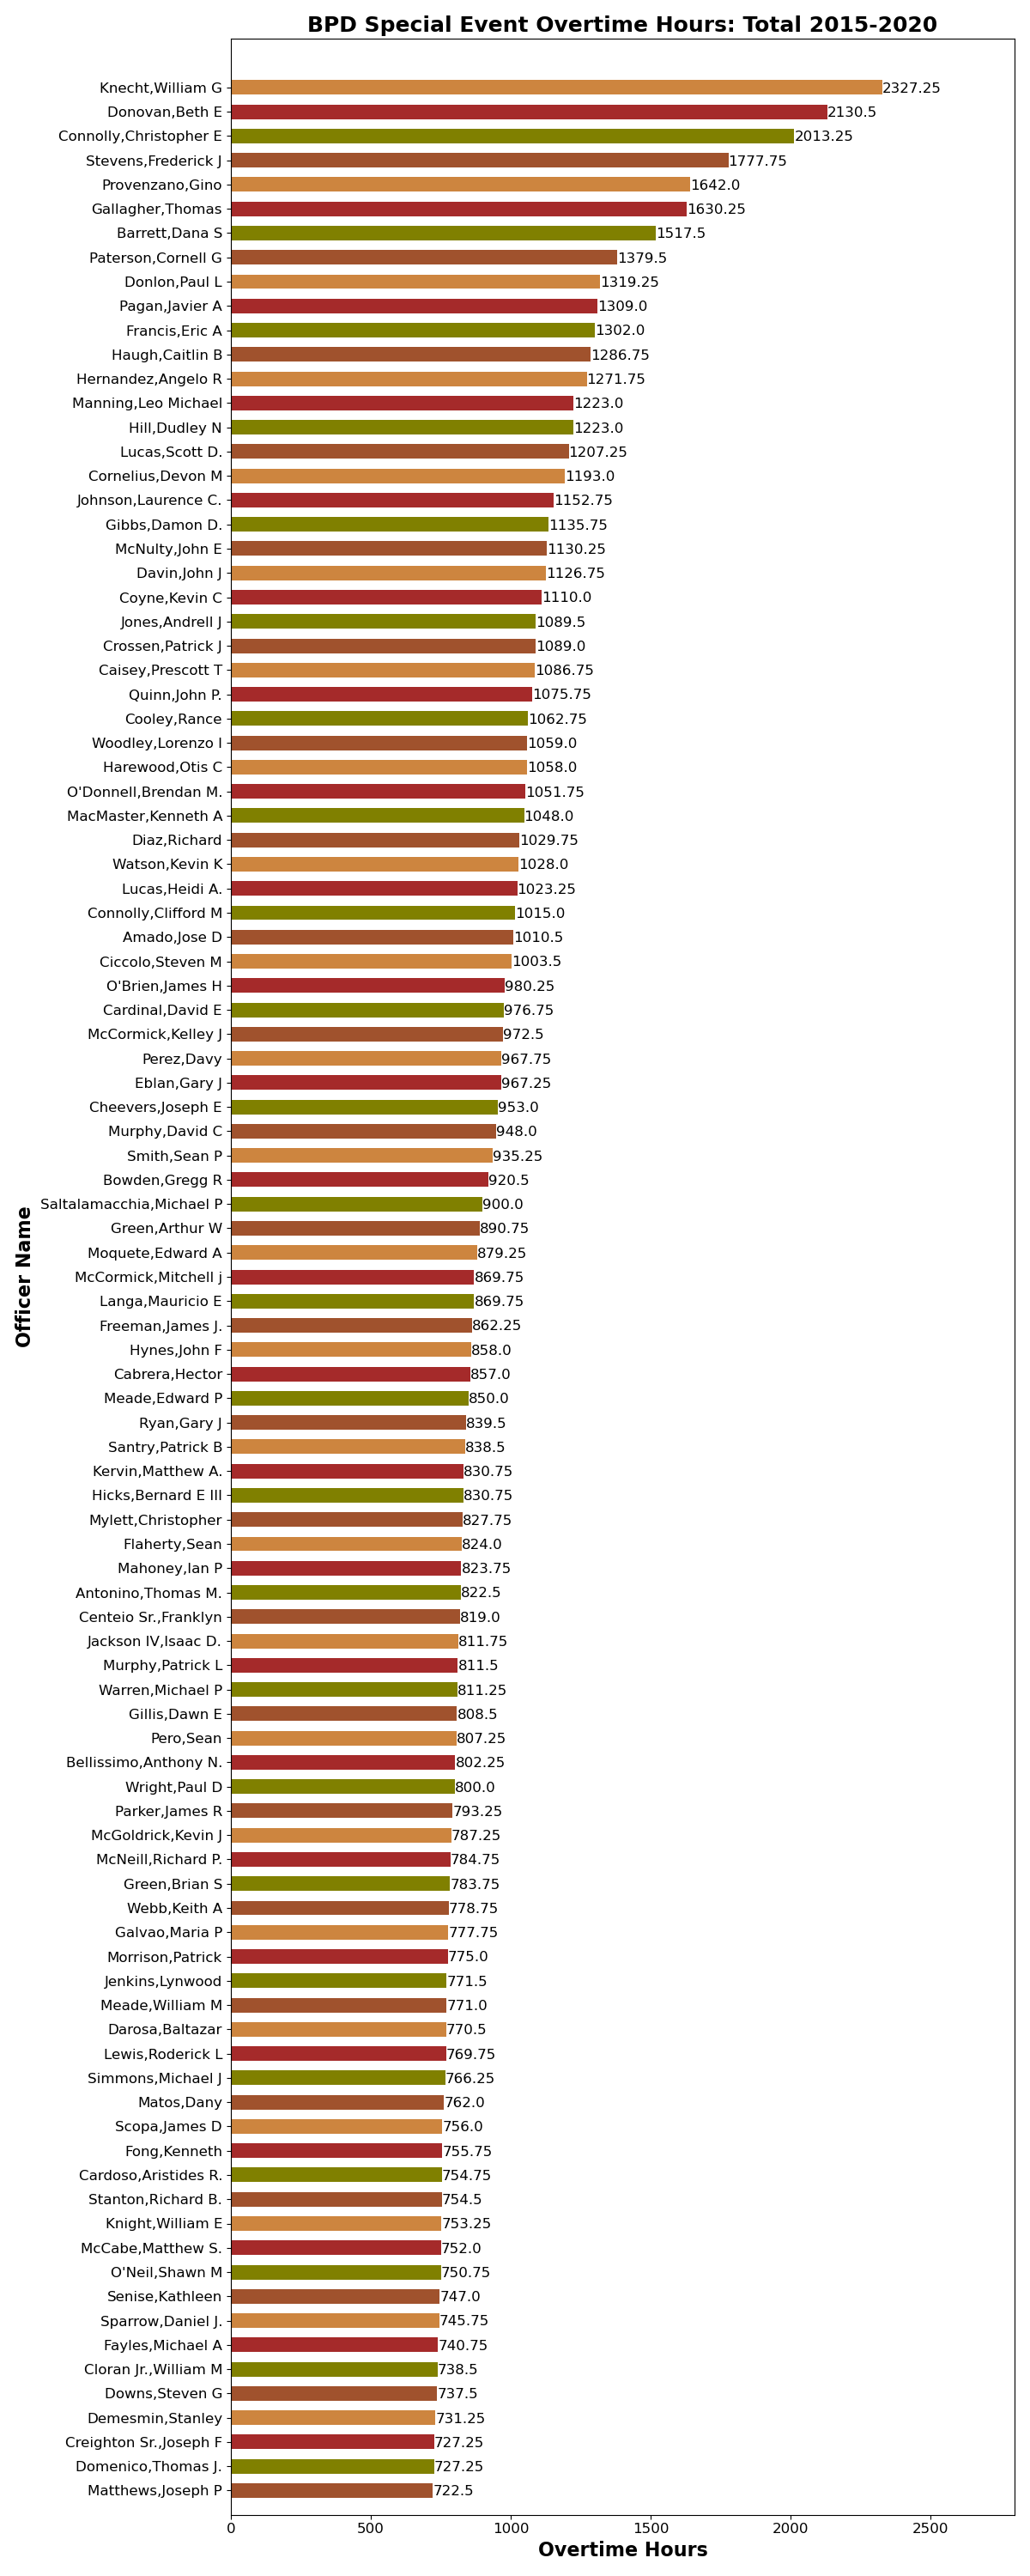 BPD Special Event Overtime Hours: Total 2015-2020
Knecht,William G 2327.25
Donovan,Beth E 2130.5
Connolly,Christopher E 2013.25
Stevens,Frederick J 1777.75
Provenzano,Gino 1642.0
Gallagher,Thomas 1630.25
Barrett,Dana S 1517.5
Paterson,Cornell G 1379.5
Donlon,Paul L 1319.25
Pagan,Javier A 1309.0
Francis,Eric A 1302.0
Haugh,Caitlin B 1286.75
Hernandez,Angelo R 1271.75
Manning,Leo Michael 1223.0
Hill,Dudley N 1223.0
Lucas,Scott D. 1207.25
Cornelius,Devon M 1193.0
Johnson,Laurence C. 1152.75
Gibbs,Damon D. 1135.75
McNulty,John E 1130.25
Davin,John J 1126.75
Coyne,Kevin C 1110.0
Jones,Andrell J 1089.5
Crossen,Patrick J 1089.0
Caisey,Prescott T 1086.75
Quinn,John P. 1075.75
Cooley,Rance 1062.75
Woodley,Lorenzo I 1059.0
Harewood,Otis C 1058.0
O'Donnell,Brendan M. 1051.75
MacMaster,Kenneth A 1048.0
Diaz,Richard 1029.75
Watson,Kevin K 1028.0
Lucas,Heidi A. 1023.25
Connolly,Clifford M 1015.0
Amado,Jose D 1010.5
Ciccolo,Steven M 1003.5
O'Brien,James H 980.25
Cardinal,David E 976.75
McCormick,Kelley J 972.5
Perez,Davy 967.75
Eblan,Gary J 967.25
Cheevers,Joseph E 953.0
Murphy,David C 948.0
Smith,Sean P 935.25
Bowden,Gregg R 920.5
Saltalamacchia,Michael P 900.0
Green,Arthur W 890.75
Moquete,Edward A 879.25
McCormick,Mitchell j 869.75
Langa,Mauricio E 869.75
Freeman,James J. 862.25
Hynes,John F 858.0
Cabrera,Hector 857.0
Meade,Edward P 850.0
Ryan,Gary J 839.5
Santry,Patrick B 838.5
Kervin,Matthew A. 830.75
Hicks,Bernard E III 830.75
Mylett,Christopher 827.75
Flaherty,Sean 824.0
Mahoney,Ian P 823.75
Antonino,Thomas M. 822.5
Centeio Sr.,Franklyn 819.0
Jackson IV,Isaac D. 811.75
Murphy,Patrick L 811.5
Warren,Michael P 811.25
Gillis,Dawn E 808.5
Pero,Sean 807.25
Bellissimo,Anthony N. 802.25
Wright,Paul D 800.0
Parker,James R 793.25
McGoldrick,Kevin J 787.25
McNeill,Richard P. 784.75
Green,Brian S 783.75
Webb,Keith A 778.75
Galvao,Maria P 777.75
Morrison,Patrick 775.0
Jenkins,Lynwood 771.5
Meade,William M 771.0
Darosa,Baltazar 770.5
Lewis,Roderick L 769.75
Simmons,Michael J 766.25
Matos,Dany 762.0
Scopa,James D 756.0
Fong,Kenneth 755.75
Cardoso,Aristides R. 754.75
Stanton,Richard B. 754.5
Knight,William E 753.25
McCabe,Matthew S. 752.0
O'Neil,Shawn M 750.75
Senise,Kathleen 747.0
Sparrow,Daniel J. 745.75
Fayles,Michael A 740.75
Cloran Jr.,William M 738.5
Downs,Steven G 737.5
Demesmin,Stanley 731.25
Creighton Sr.,Joseph F 727.25
Domenico,Thomas J. 727.25
Matthews,Joseph P 722.5
Officer Name
0 500 1000 1500 2000 2500
Overtime Hours